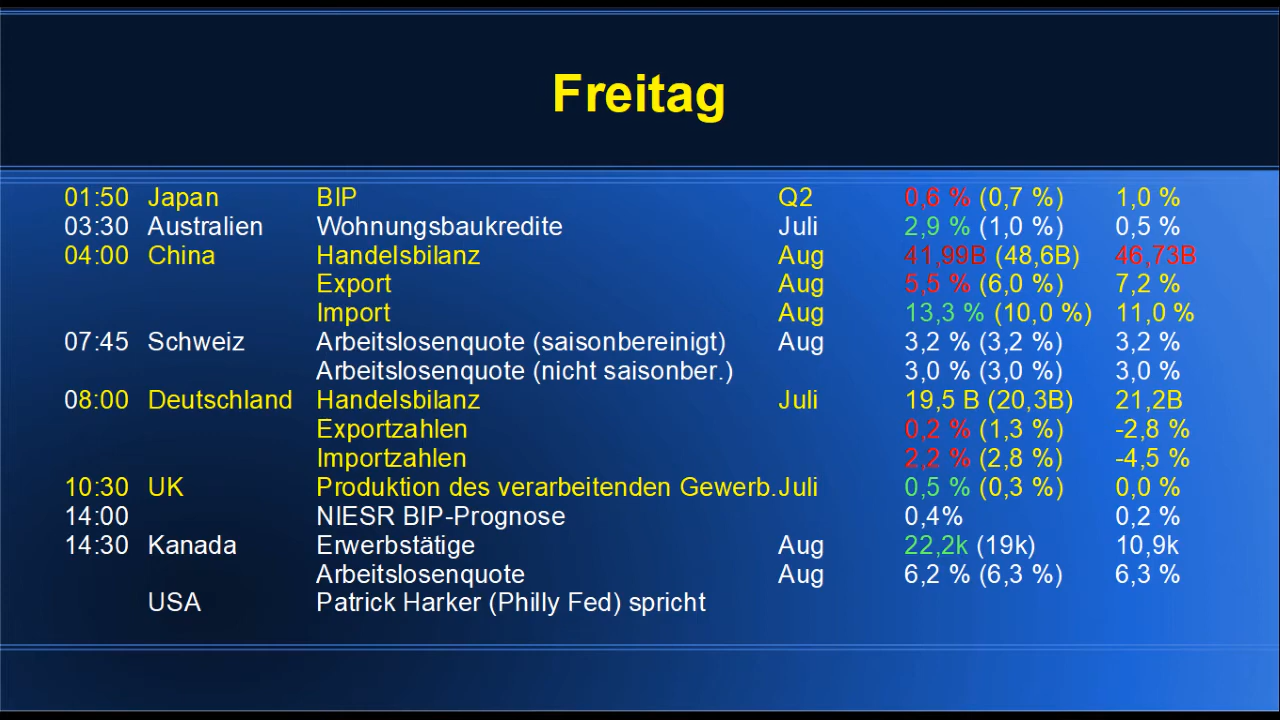 Freitag
01:50 Japan BIP Q2 0,6 % (0,7 %) 1,0 %
03:30 Australien Wohnungsbaukredite Juli 2,9 % (1,0 %) 0,5 %
04:00 China Handelsbilanz Aug 41,99B (48,6B) 46,73B
Export Aug 5,5 % (6,0 %) 7,2 %
Import Aug 13,3 % (10,0 %) 11,0 %
07:45 Schweiz Arbeitslosenquote (saisonbereinigt) Aug 3,2 % (3,2 %) 3,2 %
Arbeitslosenquote (nicht saisonber.) 3,0 % (3,0 %) 3,0 %
08:00 Deutschland Handelsbilanz Juli 19,5 B (20,3B) 21,2B
Exportzahlen 0,2 % (1,3 %) -2,8 %
Importzahlen 2,2 % (2,8 %) -4,5 %
10:30 UK Produktion des verarbeitenden Gewerb. Juli 0,5 % (0,3 %) 0,0 %
14:00 NIESR BIP-Prognose 0,4% 0,2 %
14:30 Kanada Erwerbstätige Aug 22,2k (19k) 10,9k
Arbeitslosenquote Aug 6,2 % (6,3 %) 6,3 %
USA Patrick Harker (Philly Fed) spricht